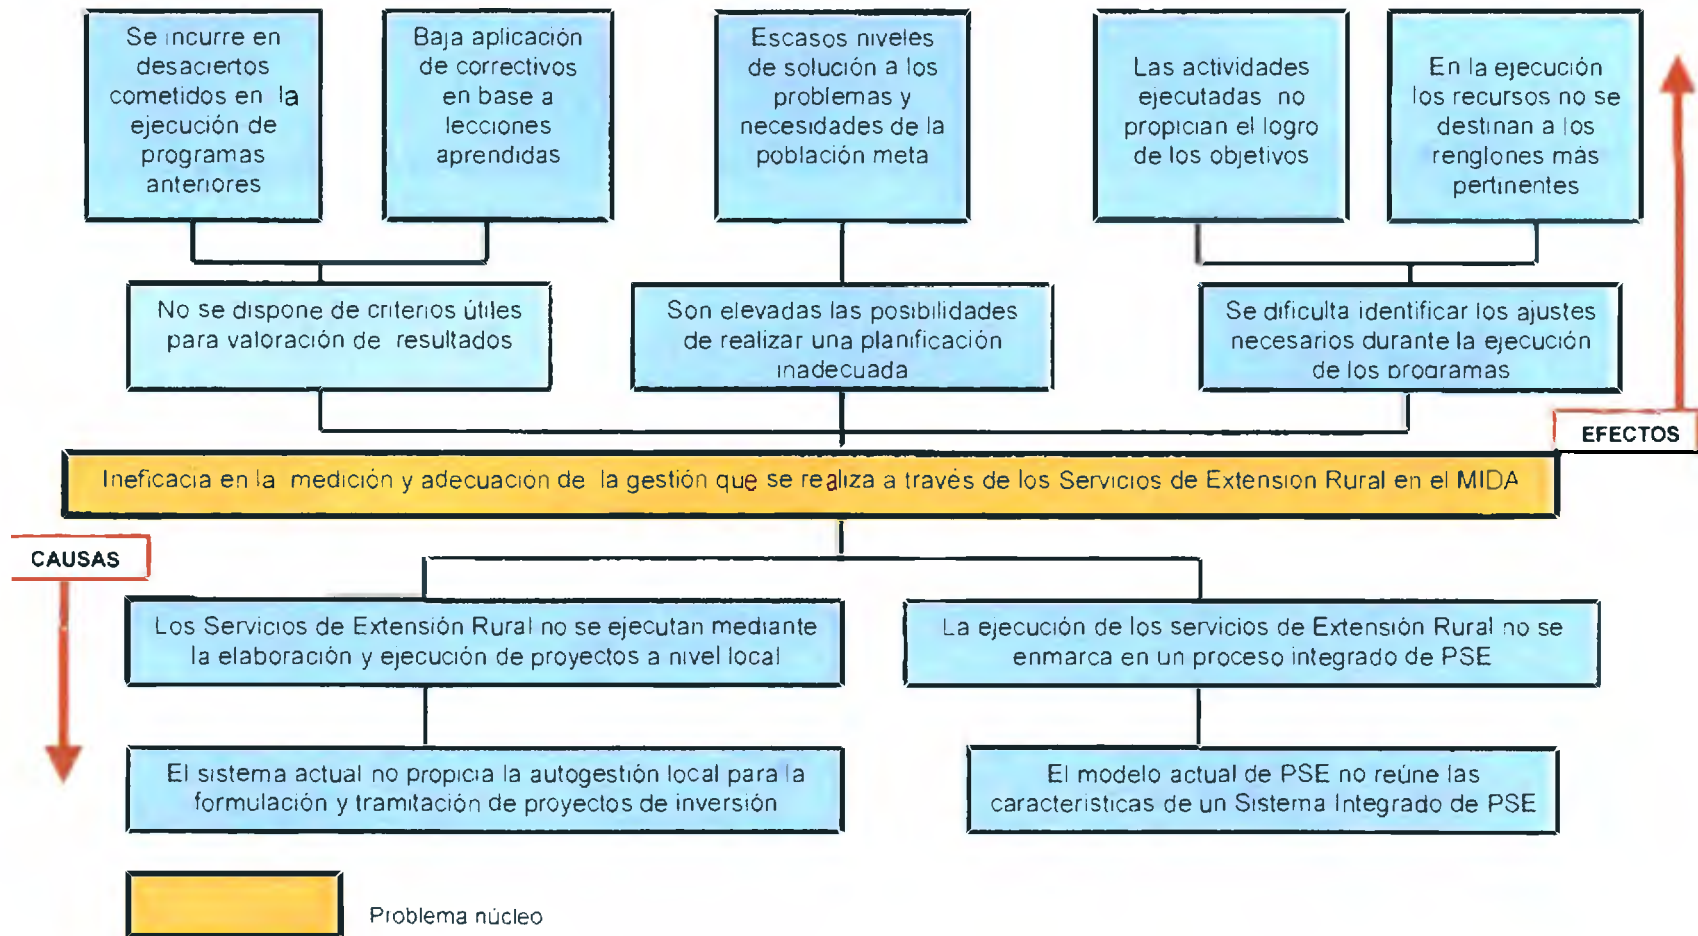 Se incurre en
desaciertos
cometidos en la
ejecución de
programas
anteriores
Baja aplicación
de correctivos
en base a
lecciones
aprendidas
Escasos niveles
de solución a los
problemas y
necesidades de la
población meta
Las actividades
ejecutadas no
propician el logro
de los objetivos
En la ejecución
los recursos no se
destinan a los
renglones más
pertinentes
No se dispone de criterios útiles
para valoración de resultados
Son elevadas las posibilidades
de realizar una planificación
inadecuada
Se dificulta identificar los ajustes
necesarios durante la ejecución
de los programas
EFECTOS
Ineficacia en la medición y adecuación de la gestión que se realiza a través de los Servicios de Extension Rural en el MIDA
CAUSAS
Los Servicios de Extensión Rural no se ejecutan mediante
la elaboración y ejecución de proyectos a nivel local
La ejecución de los servicios de Extensión Rural no se
enmarca en un proceso integrado de PSE
El sistema actual no propicia la autogestión local para la
formulación y tramitación de proyectos de inversión
El modelo actual de PSE no reúne las
características de un Sistema Integrado de PSE
Problema núcleo